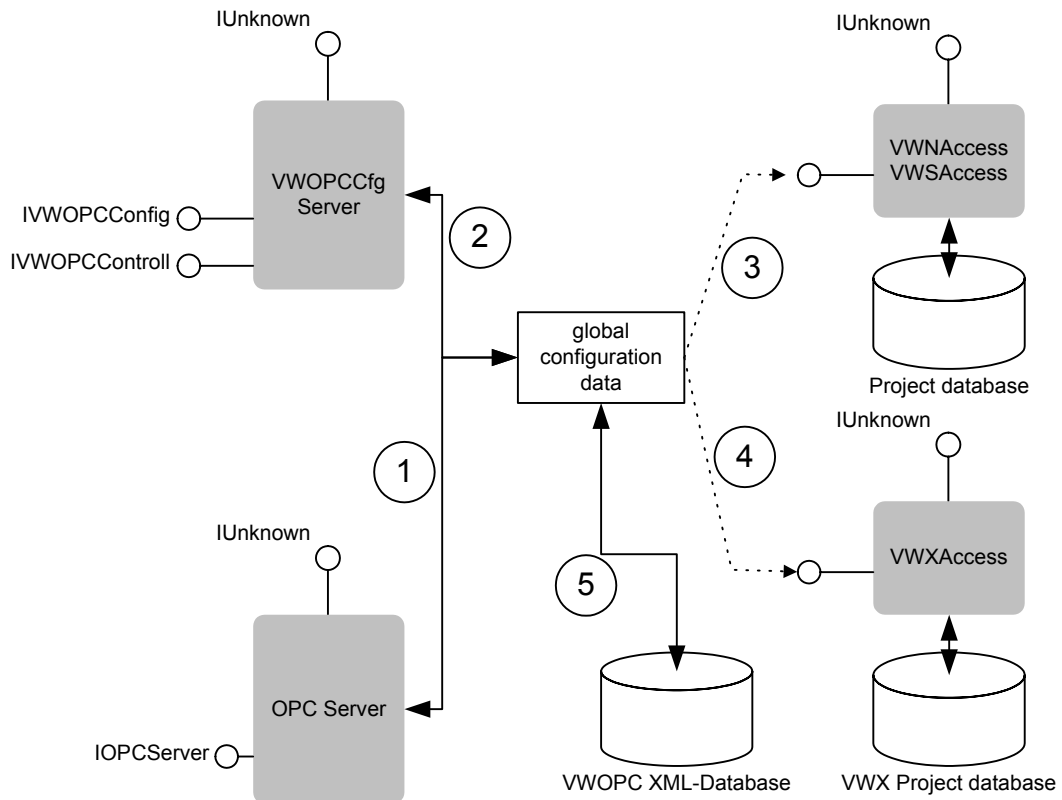 IUnknown
IUnknown
VWOPCCfg
Server
IVWOPCConfig
IVWOPCControll
2
VWNAccess
VWSAccess
3
global
configuration
data
Project database
IUnknown
1
4
IUnknown
VWXAccess
5
OPC Server
IOPCServer
VWOPC XML-Database
VWX Project database